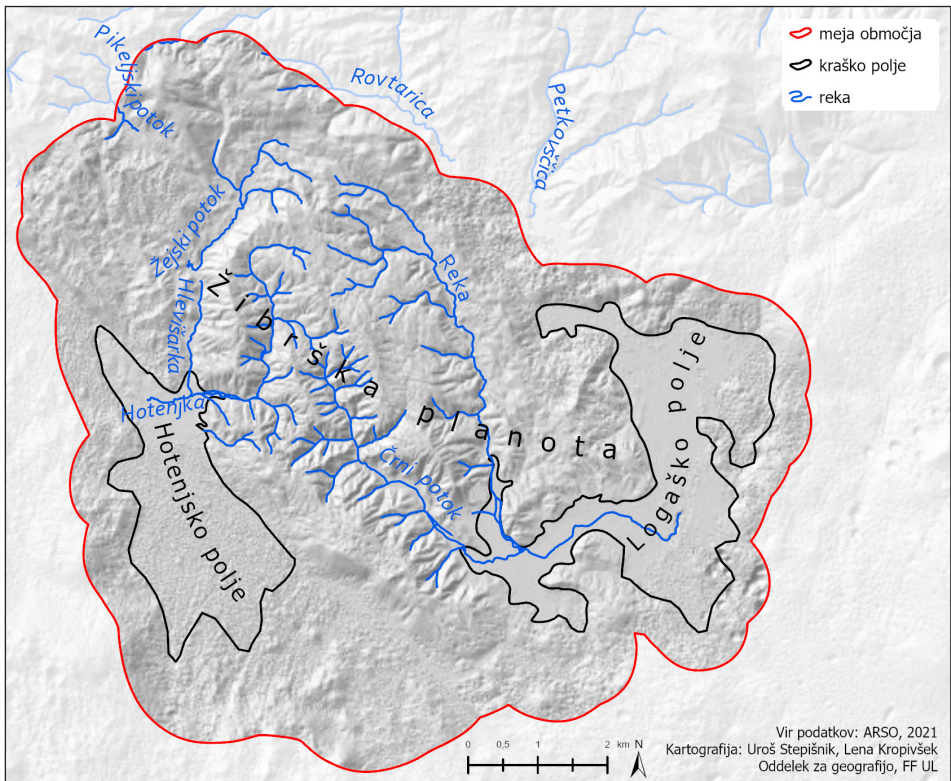 meja območja
kraško polje
reka
Pikeljski potok
Rovtarica
Petkovščica
Žejski potok
Reka
Hlevišarka
Žibrška planota
Hotenjka
Hotenjsko polje
Logaško polje
Črni potok
0 0,5 1 2 km N
Vir podatkov: ARSO, 2021
Kartografija: Uroš Stepišnik, Lena Kropivšek
Oddelek za geografijo, FF UL